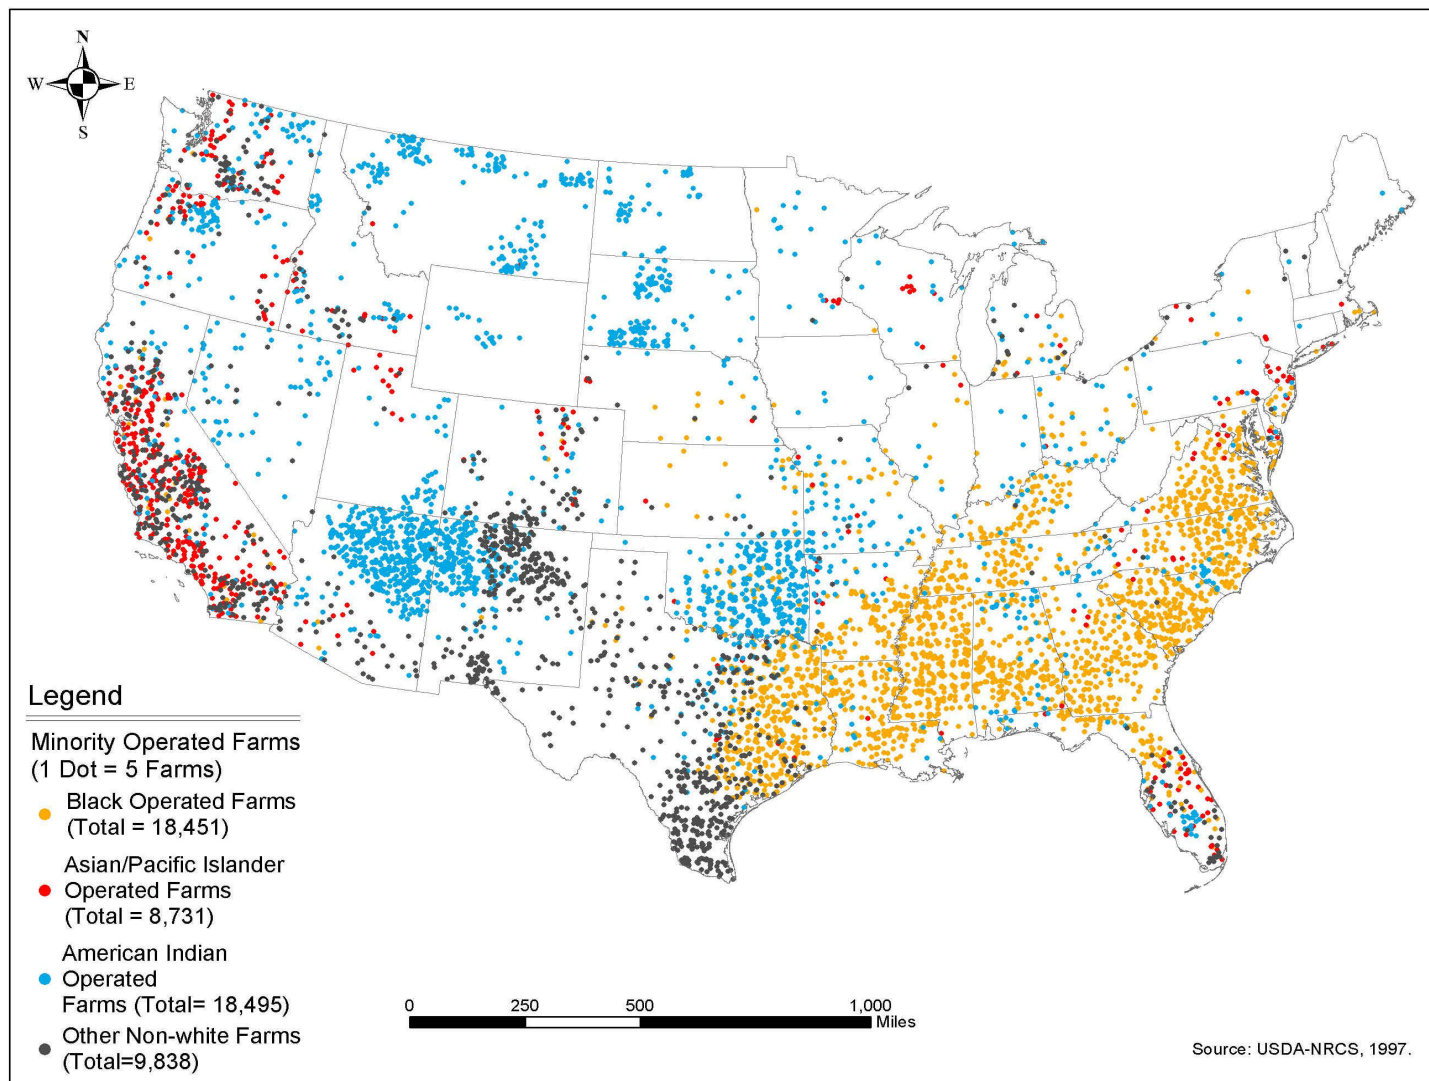 N
W E
S
Legend
Minority Operated Farms
(1 Dot = 5 Farms)
Black Operated Farms
(Total = 18,451)
Asian/Pacific Islander
Operated Farms
(Total = 8,731)
American Indian
Operated
Farms (Total= 18,495)
Other Non-white Farms
(Total=9,838)
0 250 500 1,000
Miles
Source: USDA-NRCS, 1997.